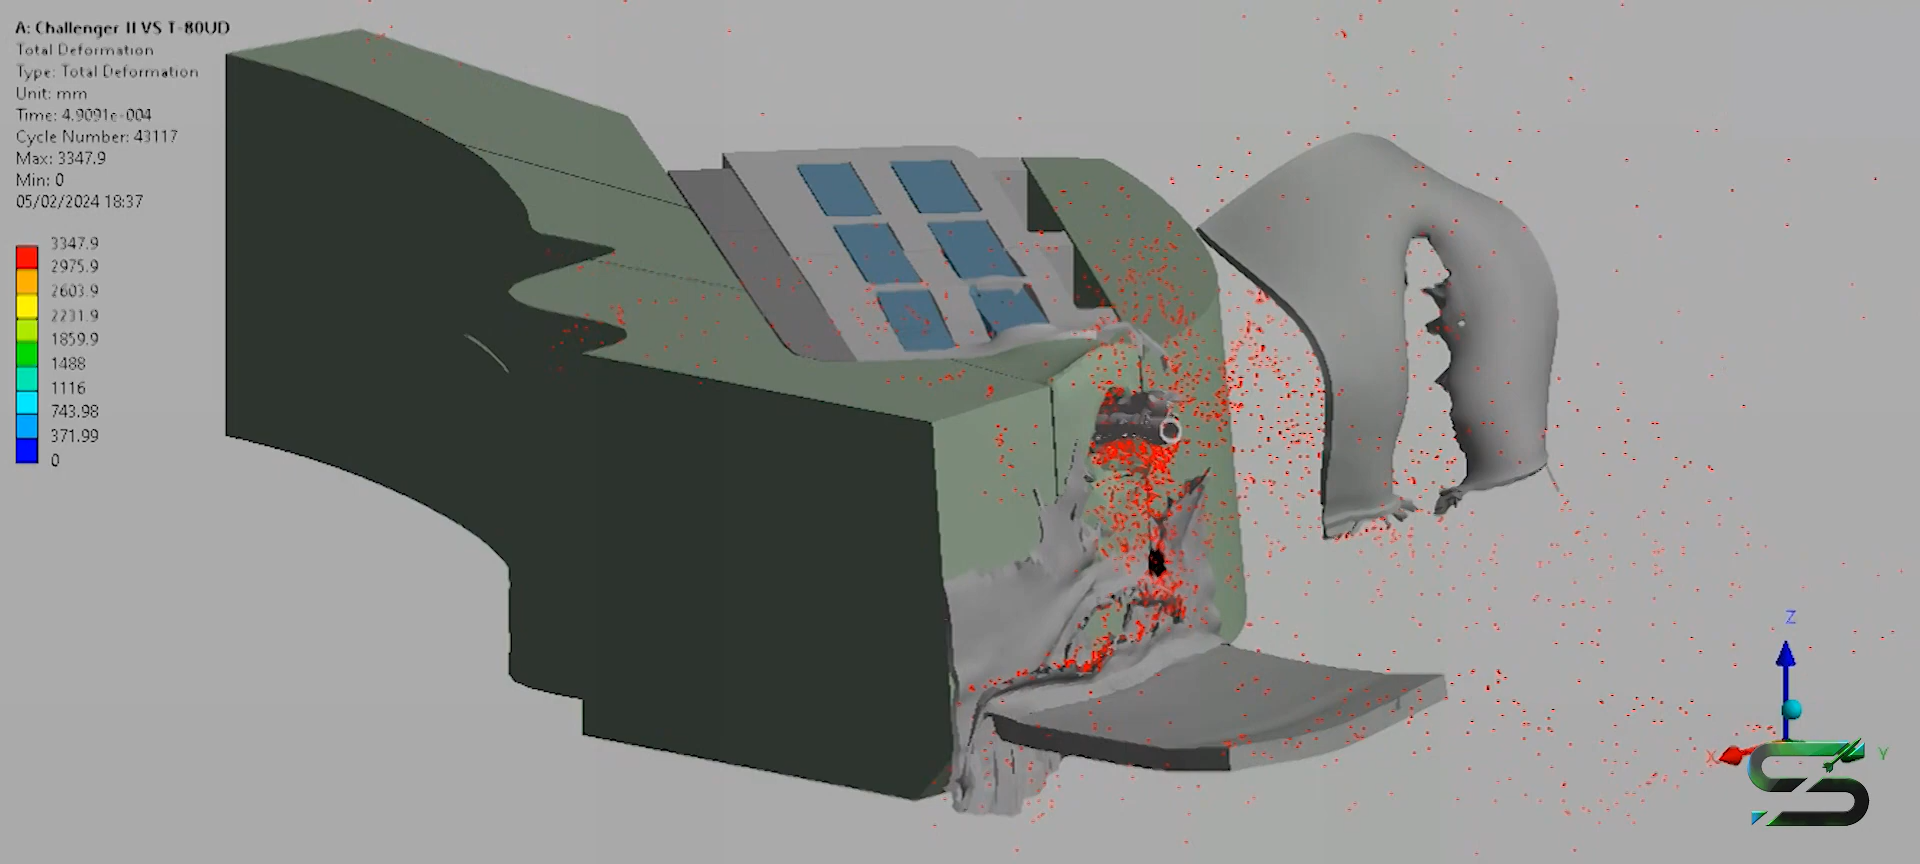 A: Challenger II VS T-80UD
Total Deformation
Type: Total Deformation
Unit: mm
Time: 4.9091e-004
Cycle Number: 43117
Max: 3347.9
Min: 0
05/02/2024 18:37
3347.9
2975.9
2603.9
2231.9
1859.9
1488
1116
743.98
371.99
0
Z
X
Y